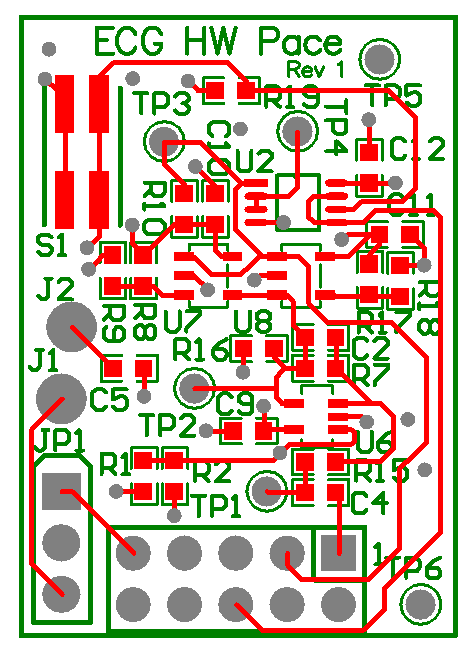 ECG HW Pace
Rev 1
TP3
R19
TP5
TP4
C10
C12
U2
R10
C11
S1
J2
R18
R9
R8
U7
U8
R17
R16
C2
R7
J1
TP2
C5
C9
JP1
U6
R1
R2
R15
TP1
C4
1
TP6